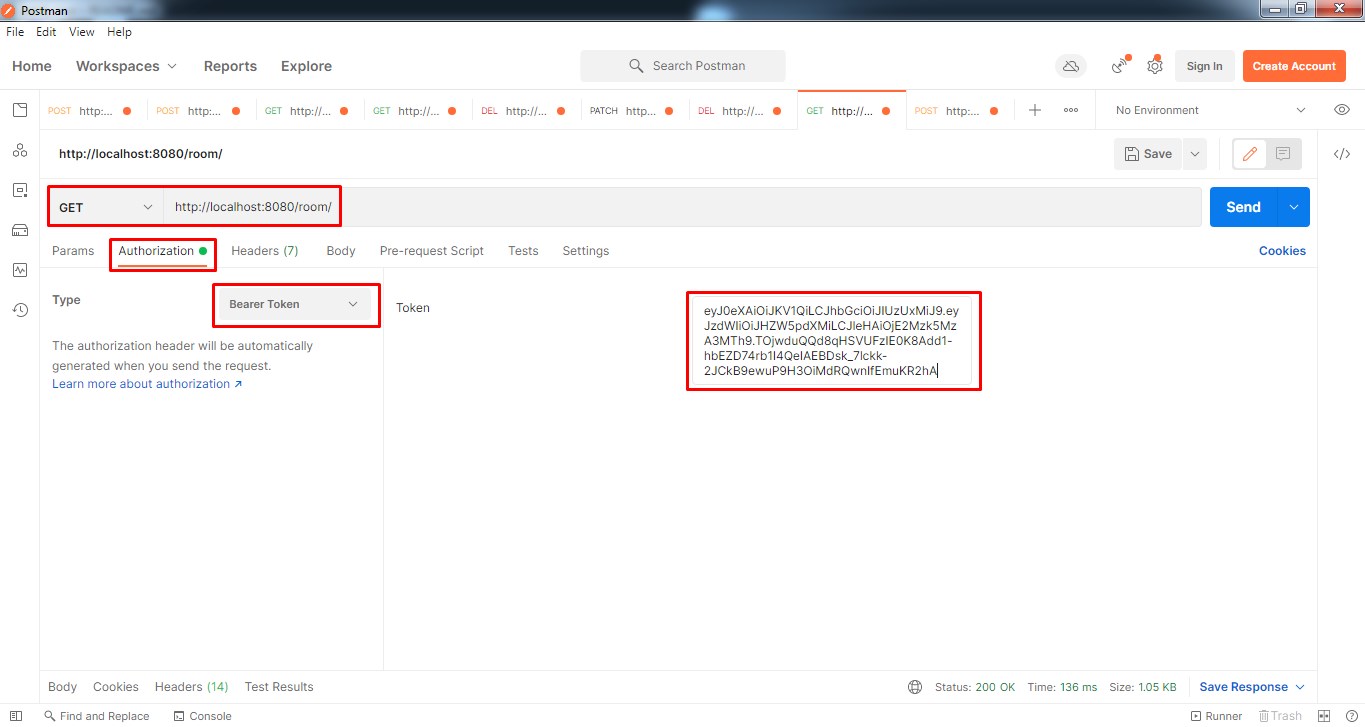 Postman
File Edit View Help
Home Workspaces Reports Explore Search Postman Sign In Create Account
POST http:... POST http:... GET http://... GET http://... DEL http://... PATCH http... DEL http://... GET http://... POST http:... No Environment
http://localhost:8080/room/ Save
GET http://localhost:8080/room/ Send
Params Authorization Headers (7) Body Pre-request Script Tests Settings Cookies
Type Bearer Token Token
eyJ0eXAiOiJKV1QiLCJhbGciOiJIUzUxMiJ9.ey
JzdWIiOiJHZW5pdXMiLCJleHAiOjE2Mzk5Mz
A3MTh9.TOjwduQQd8qHSVUFzIE0K8Add1-
hbEZD74rb1I4QeIAEBDsk_7lckk-
2JCkB9ewuP9H3OiMdRQwnIfEmuKR2hA
The authorization header will be automatically
generated when you send the request.
Learn more about authorization
Body Cookies Headers (14) Test Results Status: 200 OK Time: 136 ms Size: 1.05 KB Save Response
Find and Replace Console Runner Trash